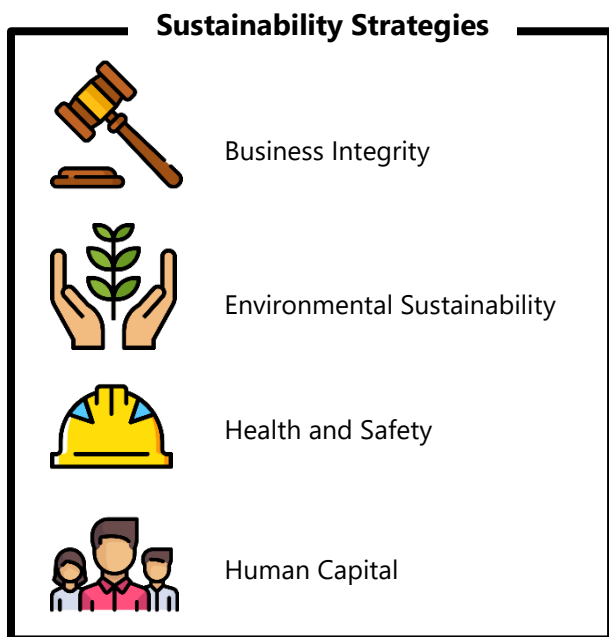 Sustainability Strategies
Business Integrity
Environmental Sustainability
Health and Safety
Human Capital